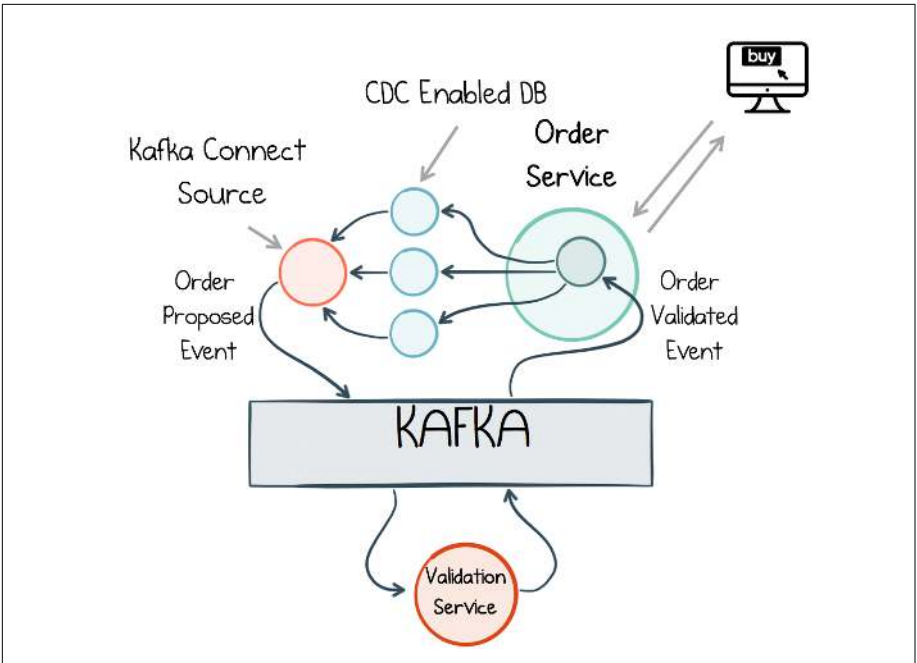 buy
CDC Enabled DB
Order
Service
Kafka Connect
Source
Order
Proposed
Event
Order
Validated
Event
KAFKA
Validation
Service